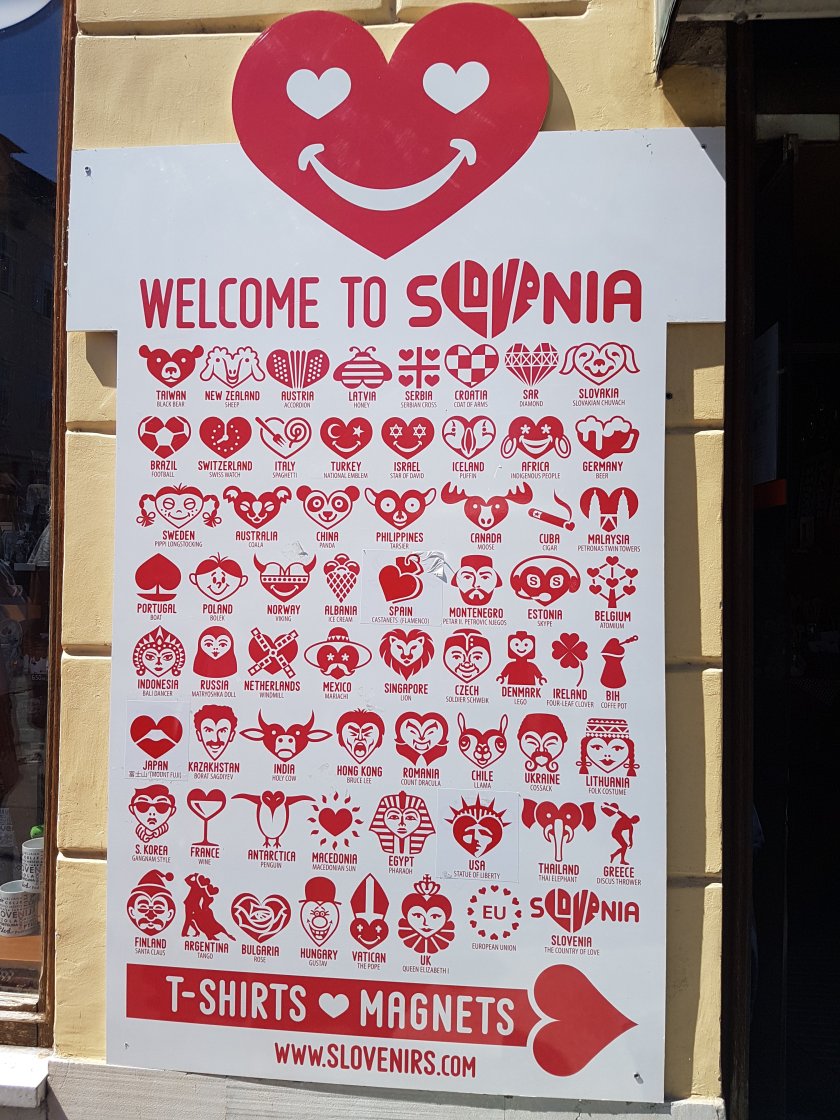 WELCOME TO SLOVENIA
TAIWAN NEW ZEALAND AUSTRIA LATVIA SERBIA CROATIA SAR SLOVAKIA
BLACK BEAR SHEEP ACCORDION HONEY SERBIAN CROSS COAT OF ARMS DIAMOND SLOVAKIAN CHUVACH
BRAZIL SWITZERLAND ITALY TURKEY ISRAEL ICELAND AFRICA GERMANY
FOOTBALL SWISS WATCH SPAGHETTI NATIONAL EMBLEM STAR OF DAVID PUFFIN INDIGENOUS PEOPLE BEER
SWEDEN AUSTRALIA CHINA PHILIPPINES CANADA CUBA MALAYSIA
PIPPI LONGSTOCKING COALA PANDA TARSIER MOOSE CIGAR PETRONAS TWIN TOWERS
PORTUGAL POLAND NORWAY ALBANIA SPAIN MONTENEGRO S S ESTONIA BELGIUM
BOAT BOLEK VIKING ICE CREAM CASTANETS (FLAMENCO) PETAR II. PETROVIC NJEGOS SKYPE ATOMIUM
INDONESIA RUSSIA NETHERLANDS MEXICO SINGAPORE CZECH DENMARK IRELAND BIH
BALI DANCER MATRYOSHKA DOLL WINDMILL MARIACHI LION SOLDIER SCHWEIK LEGO FOUR-LEAF CLOVER COFFE POT
JAPAN KAZAKHSTAN INDIA HONG KONG ROMANIA CHILE UKRAINE LITHUANIA
富士山 (MOUNT FUJI) BORAT SAGDIYEV HOLY COW BRUCE LEE COUNT DRACULA LLAMA COSSACK FOLK COSTUME
S. KOREA FRANCE ANTARCTICA MACEDONIA EGYPT USA THAILAND GREECE
GANGNAM STYLE WINE PENGUIN MACEDONIAN SUN PHARAOH STATUE OF LIBERTY THAI ELEPHANT DISCUS THROWER
FINLAND ARGENTINA BULGARIA HUNGARY VATICAN UK EU SLOVENIA SLOVENIA
SANTA CLAUS TANGO ROSE GUSTAV THE POPE QUEEN ELIZABETH I EUROPEAN UNION THE COUNTRY OF LOVE
T-SHIRTS MAGNETS
WWW.SLOVENIRS.COM